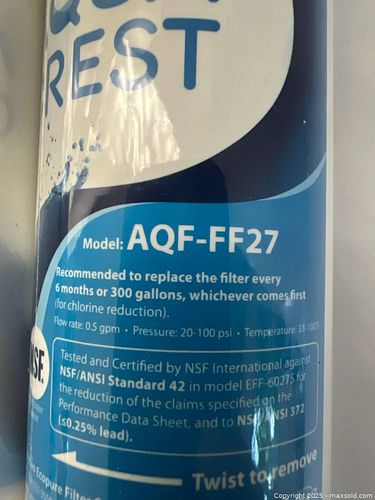 REST
Model: AQF-FF27
Recommended to replace the filter every
6 months or 300 gallons, whichever comes first
(for chlorine reduction).
Flow rate: 0.5 gpm • Pressure: 20-100 psi • Temperature: 33-100
Tested and Certified by NSF International against
NSF/ANSI Standard 42 in model EFF-6027S for
the reduction of the claims specified on the
Performance Data Sheet, and to NSF/ANSI 372
(≤0.25% lead).
Twist to remove
Ecopure Filter
© Copyright 2025 - maxsold.com